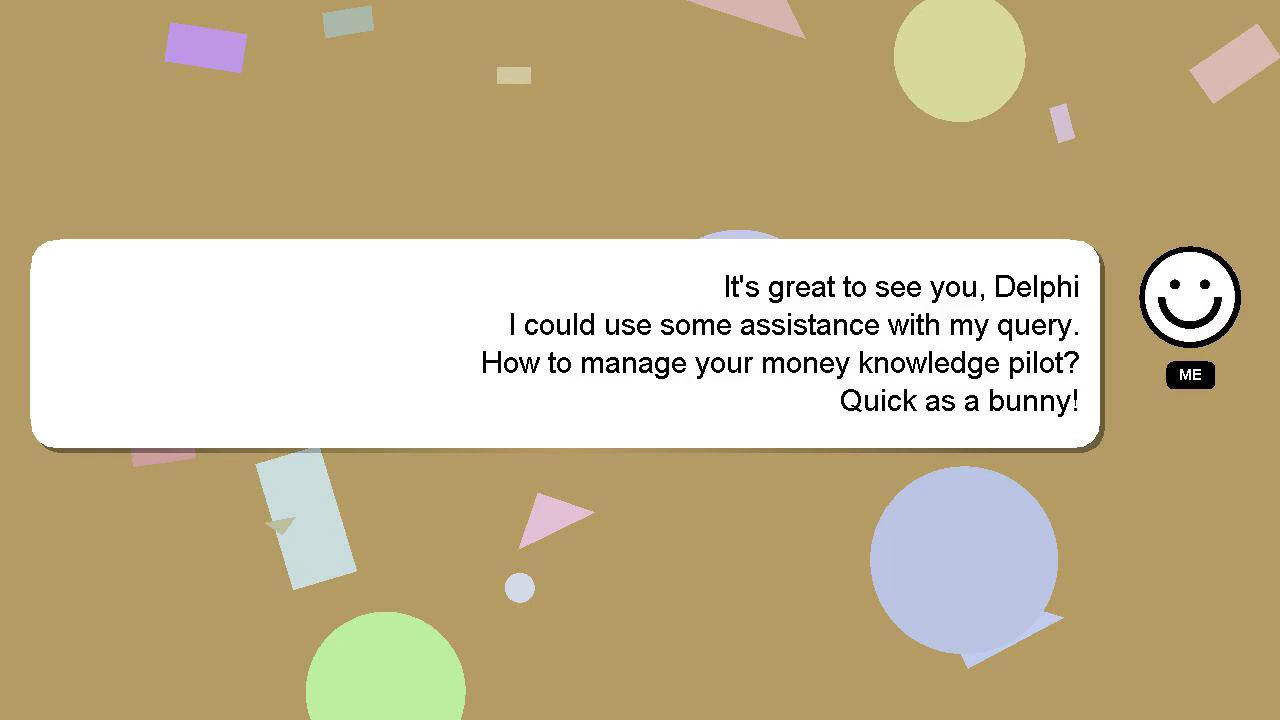 It's great to see you, Delphi
I could use some assistance with my query.
How to manage your money knowledge pilot?
Quick as a bunny!
ME